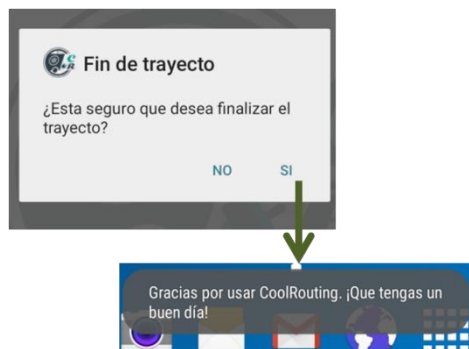 Fin de trayecto
¿Esta seguro que desea finalizar el
trayecto?
NO SI
Gracias por usar CoolRouting. ¡Que tengas un
buen día!